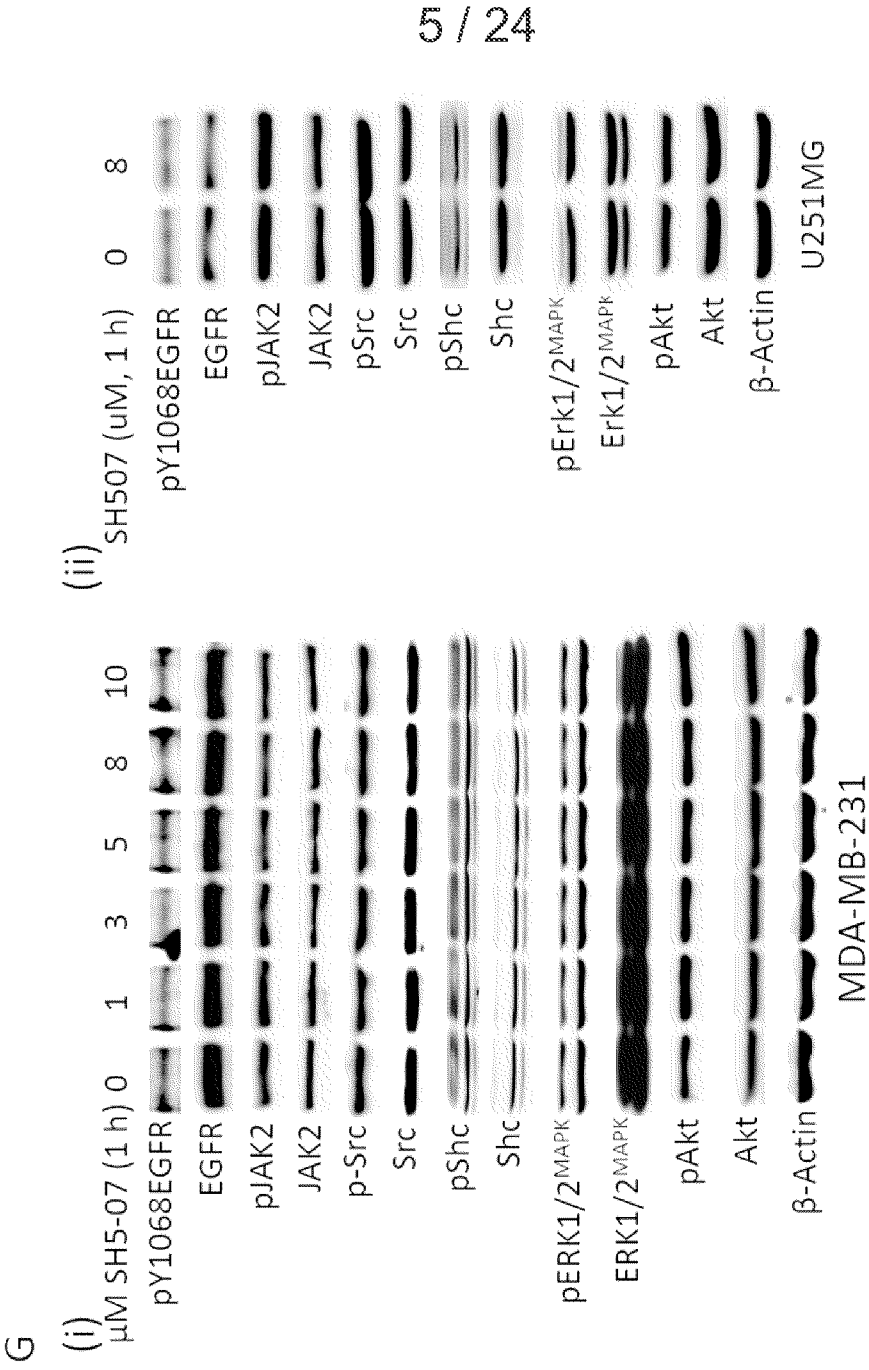 5 / 24
G
(i)
µM SH5-07 (1 h) 0 1 3 5 8 10
pY1068EGFR
EGFR
pJAK2
JAK2
p-Src
Src
pShc
Shc
pERK1/2MAPK
ERK1/2MAPK
pAkt
Akt
β-Actin
MDA-MB-231
(ii)
SH507 (uM, 1 h) 0 8
pY1068EGFR
EGFR
pJAK2
JAK2
pSrc
Src
pShc
Shc
pErk1/2MAPK
Erk1/2MAPK
pAkt
Akt
β-Actin
U251MG